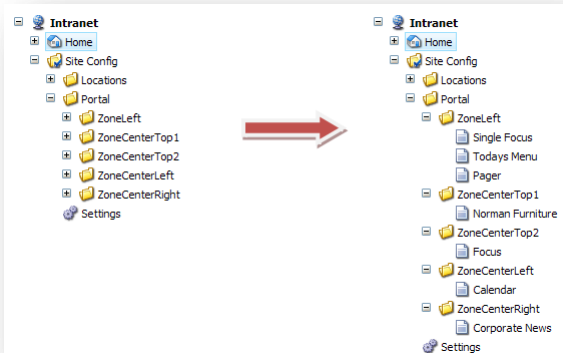 Intranet
Home
Site Config
Locations
Portal
ZoneLeft
ZoneCenterTop1
ZoneCenterTop2
ZoneCenterLeft
ZoneCenterRight
Settings
Intranet
Home
Site Config
Locations
Portal
ZoneLeft
Single Focus
Todays Menu
Pager
ZoneCenterTop1
Norman Furniture
ZoneCenterTop2
Focus
ZoneCenterLeft
Calendar
ZoneCenterRight
Corporate News
Settings